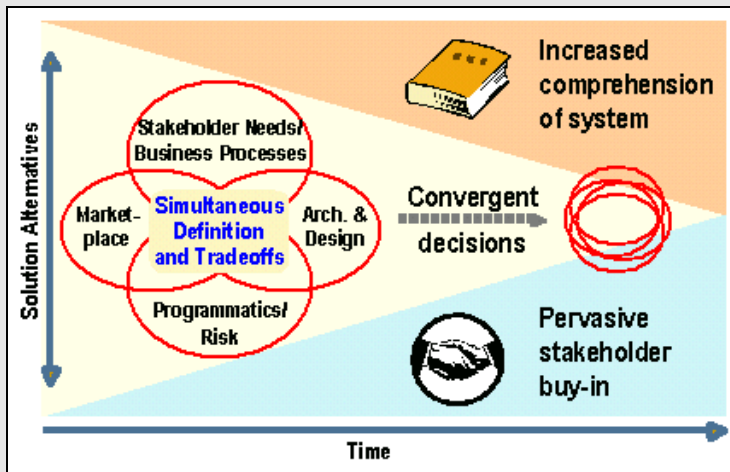 Solution Alternatives
Stakeholder Needs/
Business Processes
Market-
place
Simultaneous
Definition
and Tradeoffs
Arch. &
Design
Programmatics/
Risk
Convergent
decisions
Increased
comprehension
of system
Pervasive
stakeholder
buy-in
Time